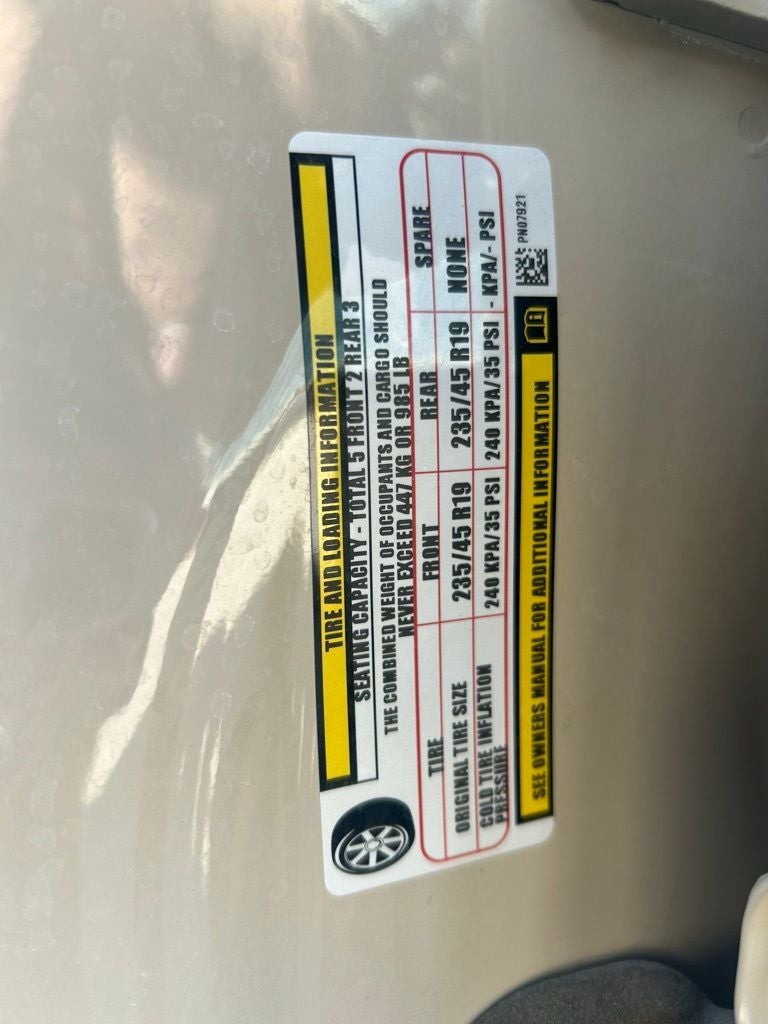 TIRE AND LOADING INFORMATION
SEATING CAPACITY - TOTAL 5 FRONT 2 REAR 3
THE COMBINED WEIGHT OF OCCUPANTS AND CARGO SHOULD
NEVER EXCEED 447 KG OR 985 LB
TIRE FRONT REAR SPARE
ORIGINAL TIRE SIZE 235/45 R19 235/45 R19 NONE
COLD TIRE INFLATION PRESSURE 240 KPA/35 PSI 240 KPA/35 PSI - KPA/- PSI
SEE OWNERS MANUAL FOR ADDITIONAL INFORMATION
PN07921